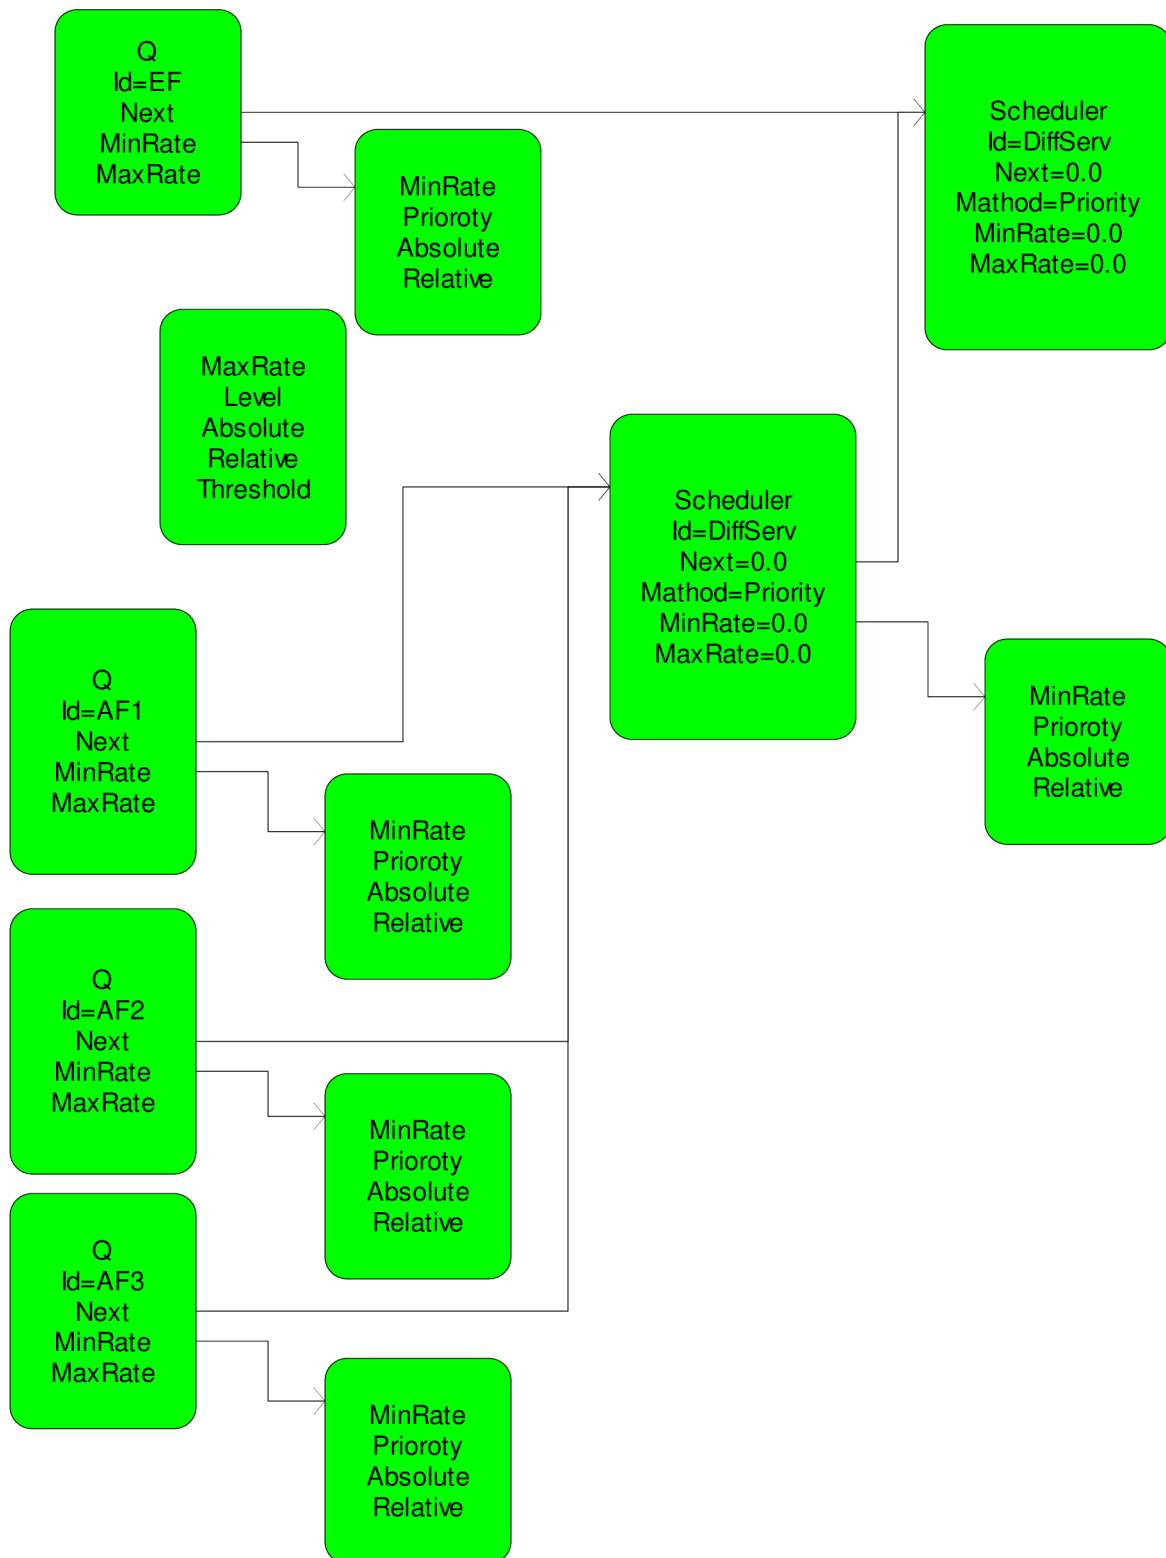 Q
Id=EF
Next
MinRate
MaxRate
MinRate
Prioroty
Absolute
Relative
Scheduler
Id=DiffServ
Next=0.0
Mathod=Priority
MinRate=0.0
MaxRate=0.0
MaxRate
Level
Absolute
Relative
Threshold
Scheduler
Id=DiffServ
Next=0.0
Mathod=Priority
MinRate=0.0
MaxRate=0.0
MinRate
Prioroty
Absolute
Relative
Q
Id=AF1
Next
MinRate
MaxRate
MinRate
Prioroty
Absolute
Relative
Q
Id=AF2
Next
MinRate
MaxRate
MinRate
Prioroty
Absolute
Relative
Q
Id=AF3
Next
MinRate
MaxRate
MinRate
Prioroty
Absolute
Relative